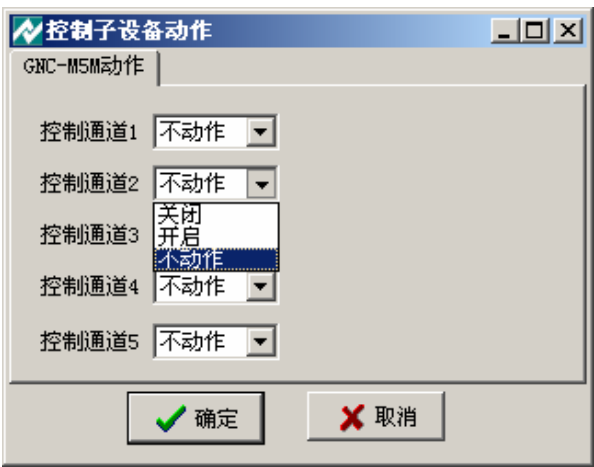 控制子设备动作
GNC-M5M动作
控制通道1 不动作
控制通道2 不动作
关闭
控制通道3 开启
不动作
控制通道4 不动作
控制通道5 不动作
确定 取消